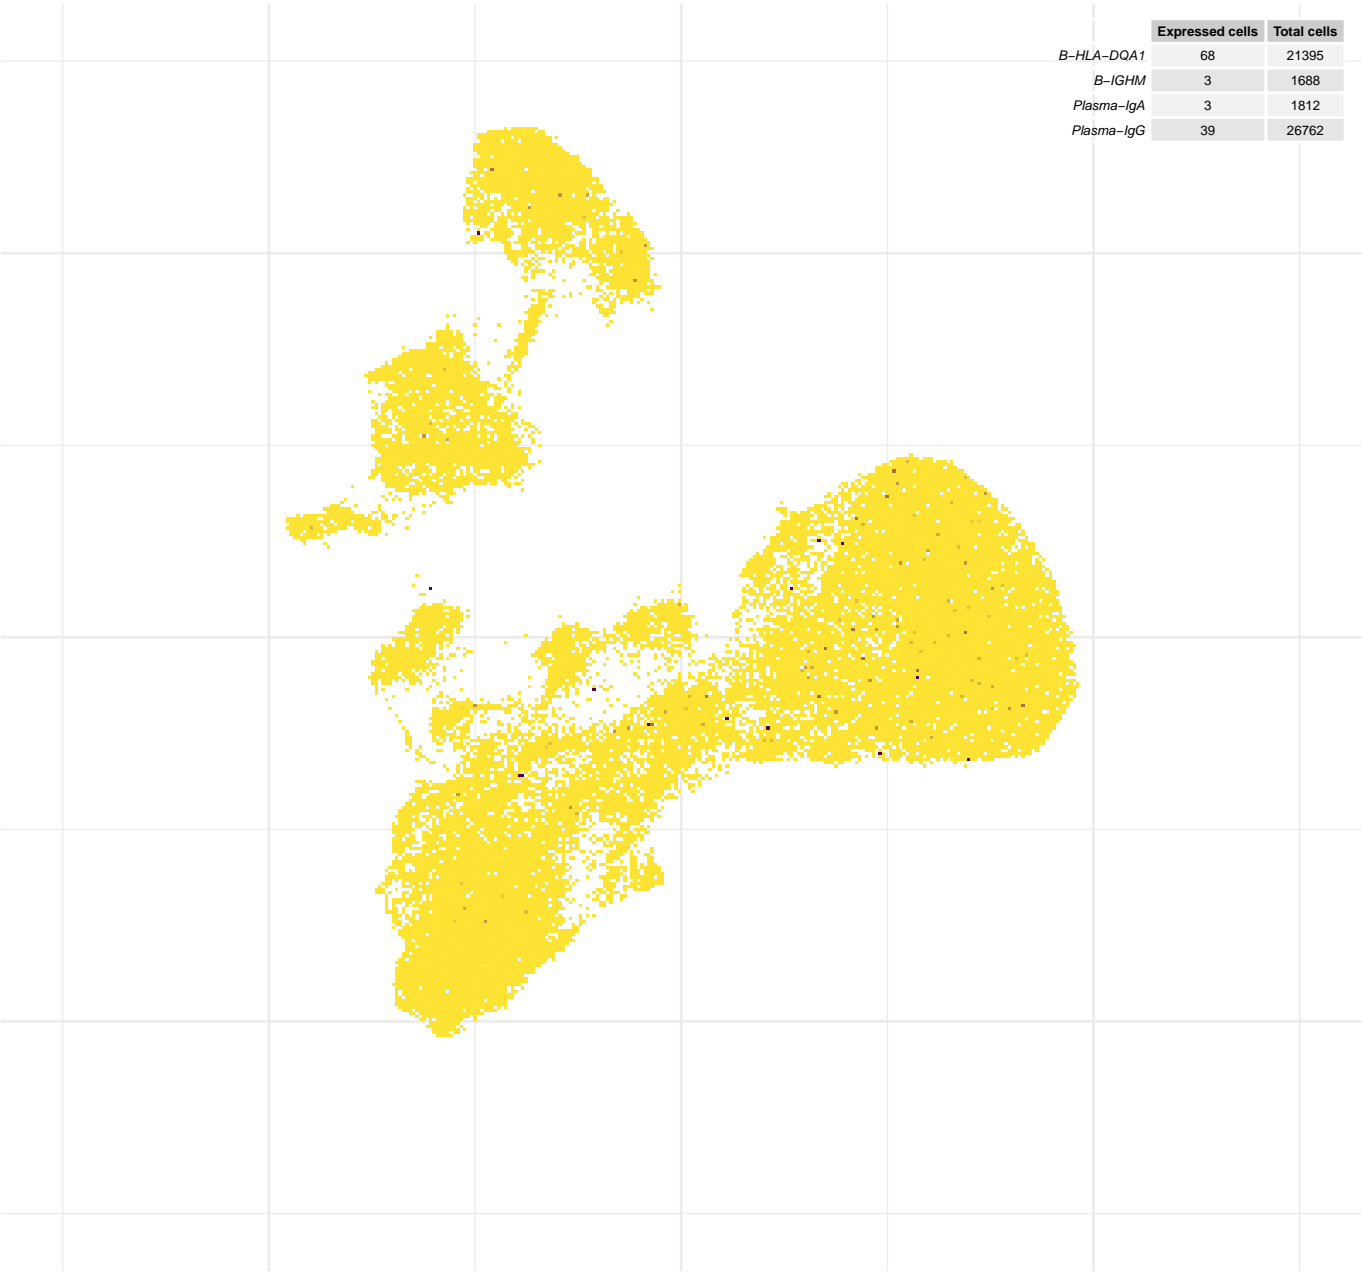 Expressed cells Total cells
B−HLA−DQA1 68 21395
B−IGHM 3 1688
Plasma−IgA 3 1812
Plasma−IgG 39 26762